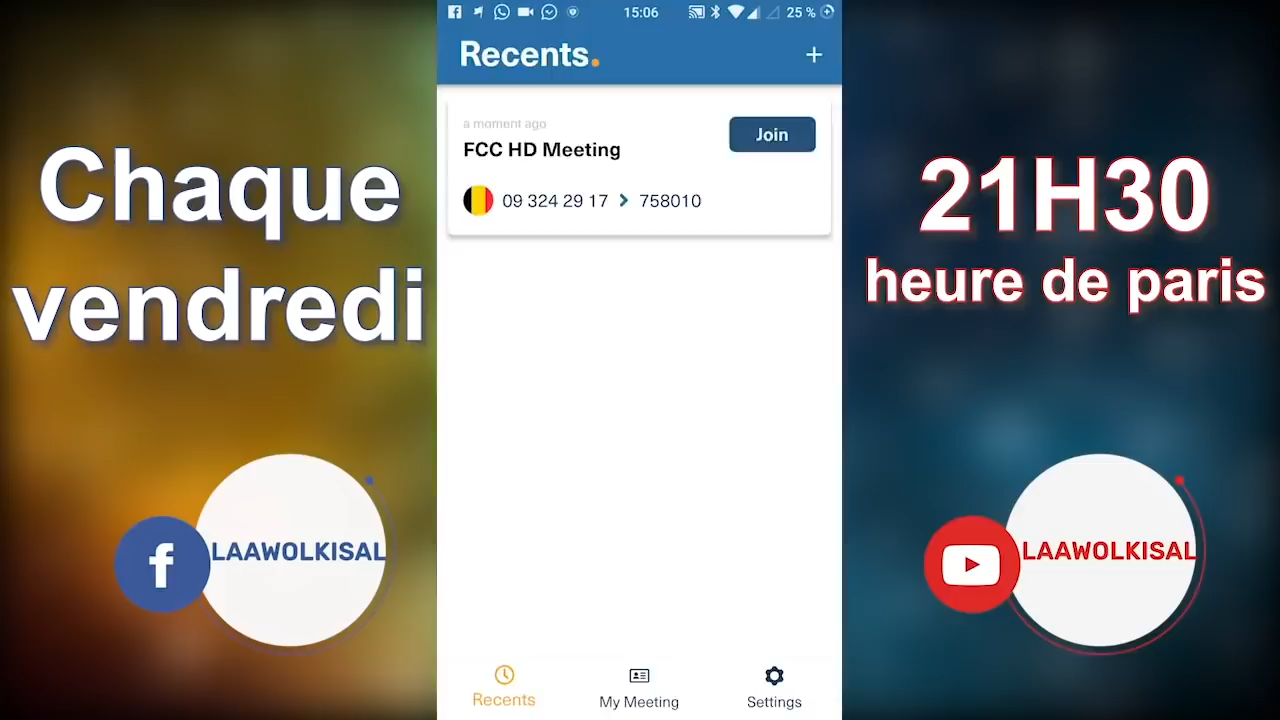 Chaque
vendredi
LAAWOLKISAL
15:06
25 %
Recents.
a moment ago
FCC HD Meeting
Join
09 324 29 17
758010
Recents
My Meeting
Settings
21H30
heure de paris
LAAWOLKISAL